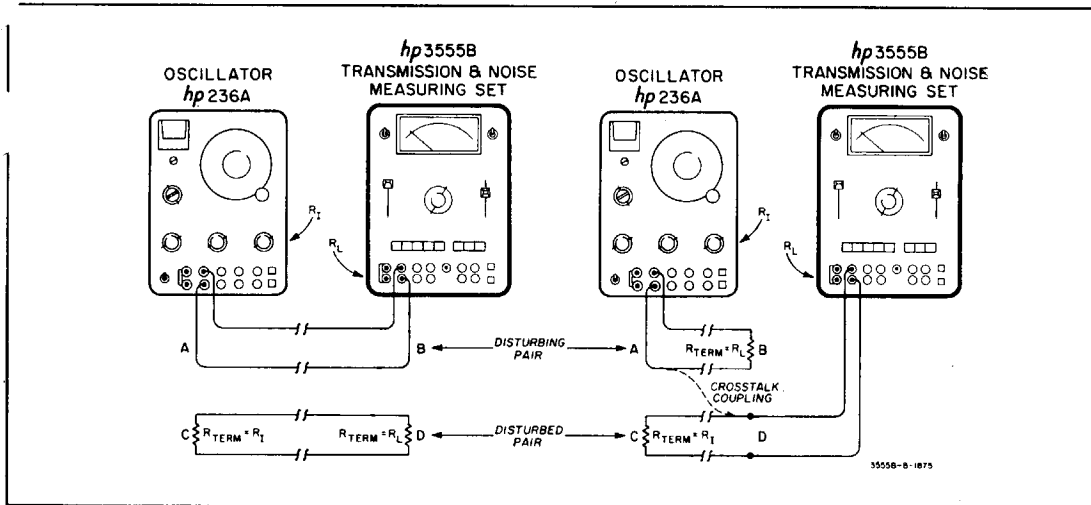 OSCILLATOR
hp 236A
hp 3555B
TRANSMISSION & NOISE
MEASURING SET
RI
RL
A
B
DISTURBING
PAIR
C
RTERM = RI
RTERM = RL
D
DISTURBED
PAIR
OSCILLATOR
hp 236A
hp 3555B
TRANSMISSION & NOISE
MEASURING SET
RI
RL
A
RTERM = RL
B
CROSSTALK
COUPLING
C
RTERM = RI
D
3555B-B-1875